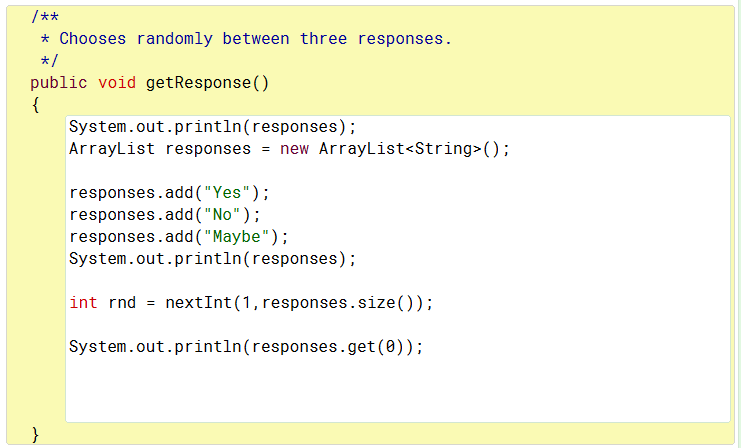 /**
 * Chooses randomly between three responses.
 */
public void getResponse()
{
System.out.println(responses);
ArrayList responses = new ArrayList<String>();
responses.add("Yes");
responses.add("No");
responses.add("Maybe");
System.out.println(responses);
int rnd = nextInt(1,responses.size());
System.out.println(responses.get(0));
}